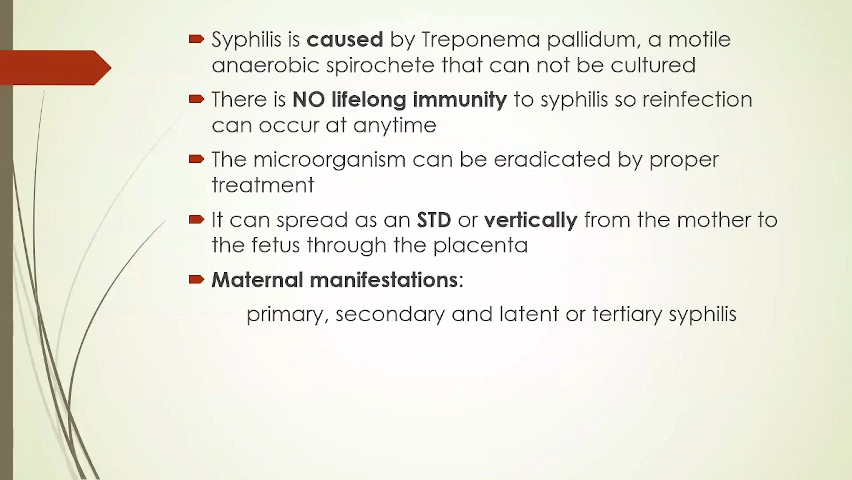 Syphilis is caused by Treponema pallidum, a motile
anaerobic spirochete that can not be cultured
There is NO lifelong immunity to syphilis so reinfection
can occur at anytime
The microorganism can be eradicated by proper
treatment
It can spread as an STD or vertically from the mother to
the fetus through the placenta
Maternal manifestations:
primary, secondary and latent or tertiary syphilis